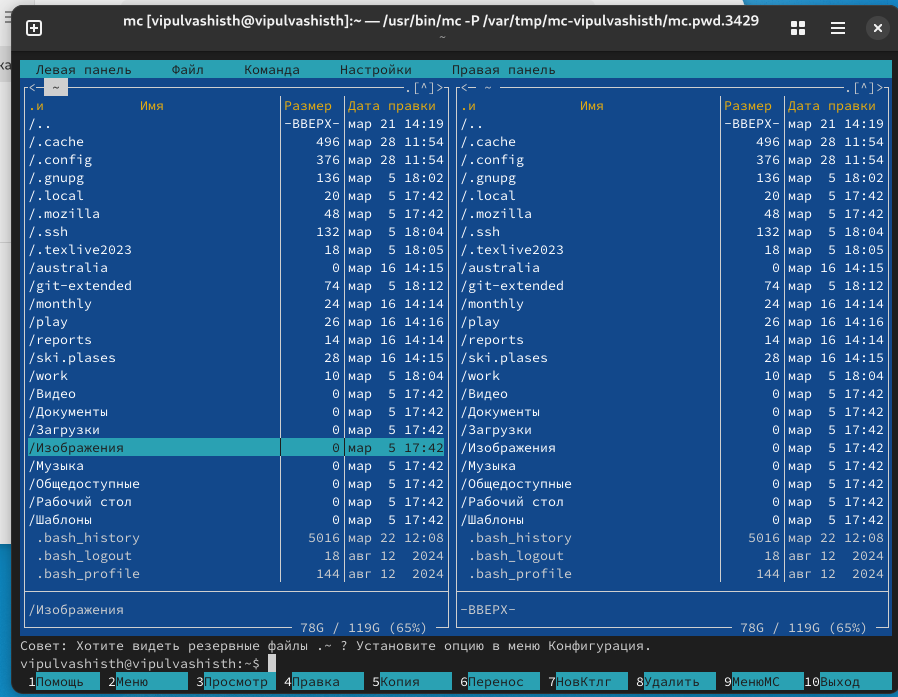 mc [vipulvashisth@vipulvashisth]:~ — /usr/bin/mc -P /var/tmp/mc-vipulvashisth/mc.pwd.3429
~
Левая панель Файл Команда Настройки Правая панель
<─ ~ ─.[^]> <─ ~ ─.[^]>
.и Имя Размер Дата правки .и Имя Размер Дата правки
/.. -ВВЕРХ- мар 21 14:19 /.. -ВВЕРХ- мар 21 14:19
/.cache 496 мар 28 11:54 /.cache 496 мар 28 11:54
/.config 376 мар 28 11:54 /.config 376 мар 28 11:54
/.gnupg 136 мар 5 18:02 /.gnupg 136 мар 5 18:02
/.local 20 мар 5 17:42 /.local 20 мар 5 17:42
/.mozilla 48 мар 5 17:42 /.mozilla 48 мар 5 17:42
/.ssh 132 мар 5 18:04 /.ssh 132 мар 5 18:04
/.texlive2023 18 мар 5 18:05 /.texlive2023 18 мар 5 18:05
/australia 0 мар 16 14:15 /australia 0 мар 16 14:15
/git-extended 74 мар 5 18:12 /git-extended 74 мар 5 18:12
/monthly 24 мар 16 14:14 /monthly 24 мар 16 14:14
/play 26 мар 16 14:16 /play 26 мар 16 14:16
/reports 14 мар 16 14:14 /reports 14 мар 16 14:14
/ski.plases 28 мар 16 14:15 /ski.plases 28 мар 16 14:15
/work 10 мар 5 18:04 /work 10 мар 5 18:04
/Видео 0 мар 5 17:42 /Видео 0 мар 5 17:42
/Документы 0 мар 5 17:42 /Документы 0 мар 5 17:42
/Загрузки 0 мар 5 17:42 /Загрузки 0 мар 5 17:42
/Изображения 0 мар 5 17:42 /Изображения 0 мар 5 17:42
/Музыка 0 мар 5 17:42 /Музыка 0 мар 5 17:42
/Общедоступные 0 мар 5 17:42 /Общедоступные 0 мар 5 17:42
/Рабочий стол 0 мар 5 17:42 /Рабочий стол 0 мар 5 17:42
/Шаблоны 0 мар 5 17:42 /Шаблоны 0 мар 5 17:42
.bash_history 5016 мар 22 12:08 .bash_history 5016 мар 22 12:08
.bash_logout 18 авг 12 2024 .bash_logout 18 авг 12 2024
.bash_profile 144 авг 12 2024 .bash_profile 144 авг 12 2024
/Изображения -ВВЕРХ-
78G / 119G (65%) 78G / 119G (65%)
Совет: Хотите видеть резервные файлы .~ ? Установите опцию в меню Конфигурация.
vipulvashisth@vipulvashisth:~$
1Помощь 2Меню 3Просмотр 4Правка 5Копия 6Перенос 7НовКтлг 8Удалить 9МенюМС 10Выход